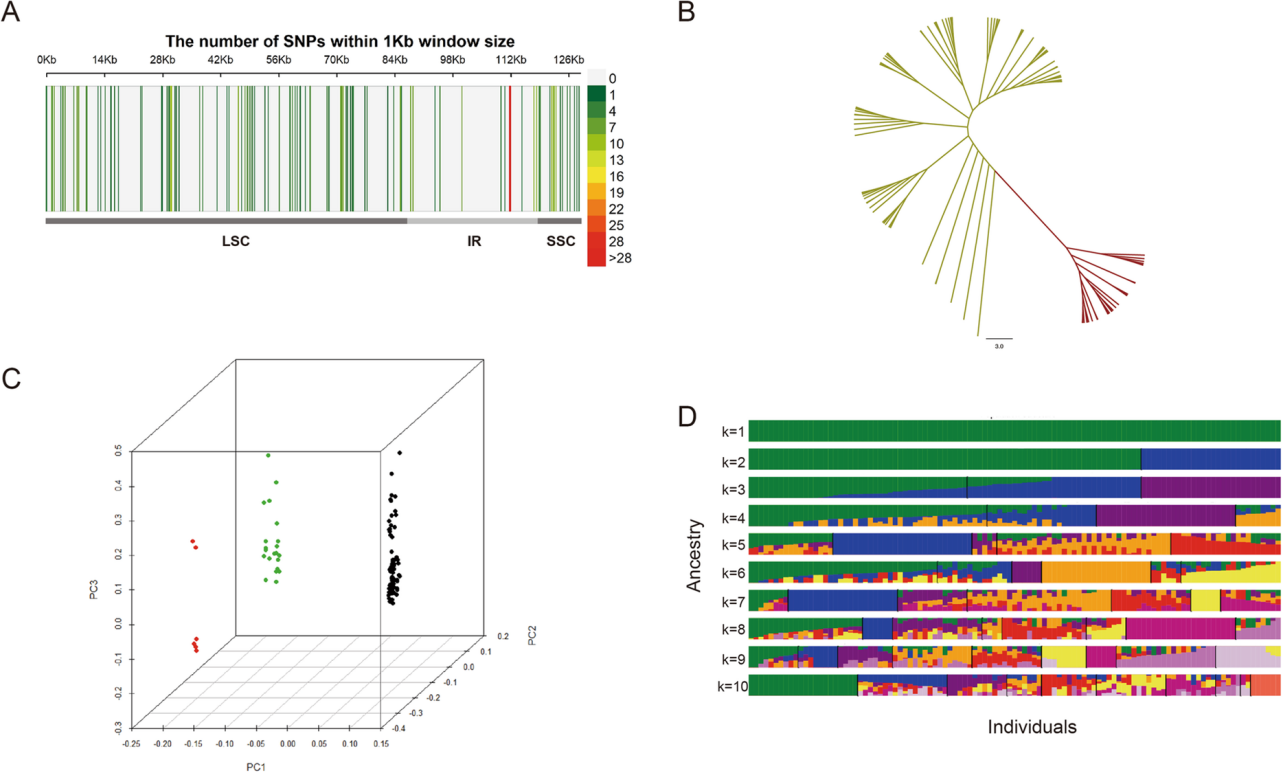 A
The number of SNPs within 1Kb window size
0Kb 14Kb 28Kb 42Kb 56Kb 70Kb 84Kb 98Kb 112Kb 126Kb
0
1
4
7
10
13
16
19
22
25
28
>28
LSC IR SSC
B
3.0
C
PC3
0.5
0.4
0.3
0.2
0.1
0.0
-0.1
-0.2
-0.3
-0.25 -0.20 -0.15 -0.10 -0.05 0.00 0.05 0.10 0.15
PC1
0.2
0.1
0.0
-0.1
-0.2
-0.3
-0.4
PC2
D
Ancestry
k=1
k=2
k=3
k=4
k=5
k=6
k=7
k=8
k=9
k=10
Individuals